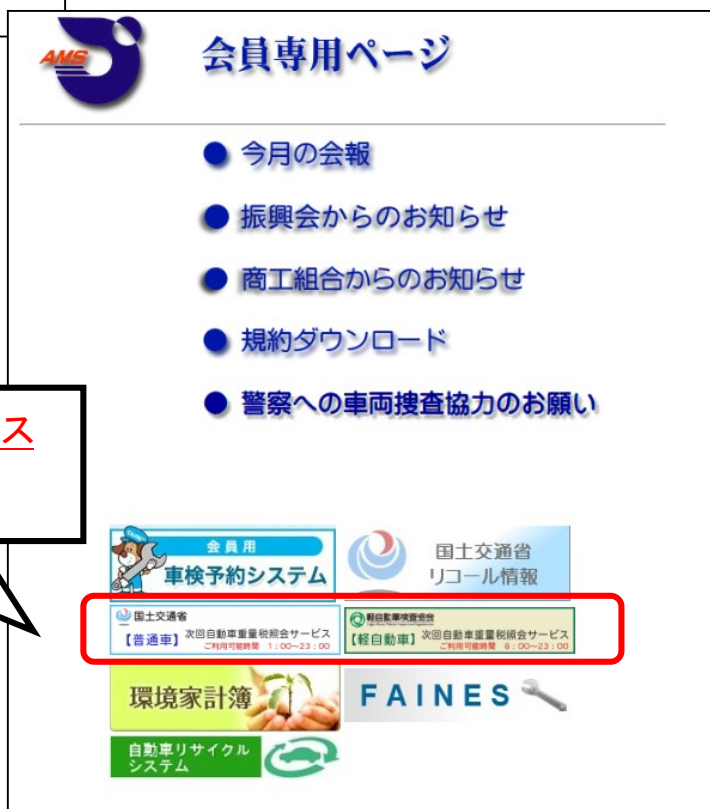 AMS
会員専用ページ
● 今月の会報
● 振興会からのお知らせ
● 商工組合からのお知らせ
● 規約ダウンロード
● 警察への車両捜査協力のお願い
ス
会員用
車検予約システム
国土交通省
リコール情報
国土交通省
【普通車】次回自動車重量税照会サービス
ご利用可能時間 1:00~23:00
軽自動車検査協会
【軽自動車】次回自動車重量税照会サービス
ご利用可能時間 8:00~23:00
環境家計簿
FAINES
自動車リサイクル
システム